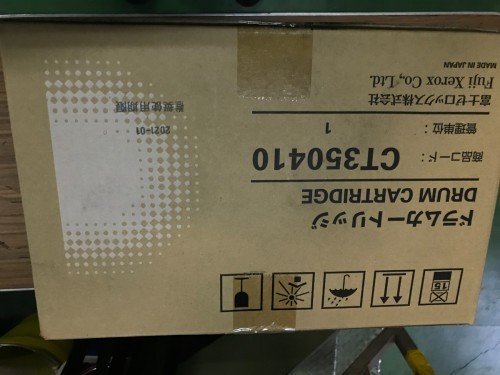 15
ドラムカートリッジ
DRUM CARTRIDGE
商品コード： CT350410
管理単位： 1
2021-01
推奨使用期限
富士ゼロックス株式会社
Fuji Xerox Co., Ltd.
MADE IN JAPAN